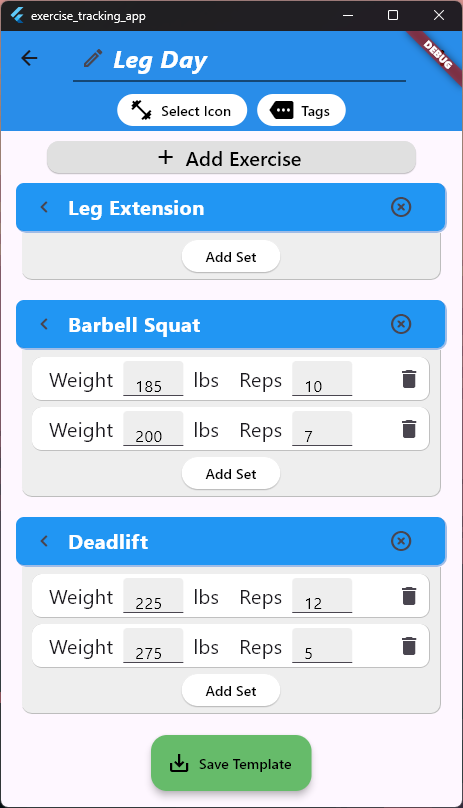 exercise_tracking_app
DEBUG
Leg Day
Select Icon Tags
+ Add Exercise
Leg Extension
Add Set
Barbell Squat
Weight 185 lbs Reps 10
Weight 200 lbs Reps 7
Add Set
Deadlift
Weight 225 lbs Reps 12
Weight 275 lbs Reps 5
Add Set
Save Template